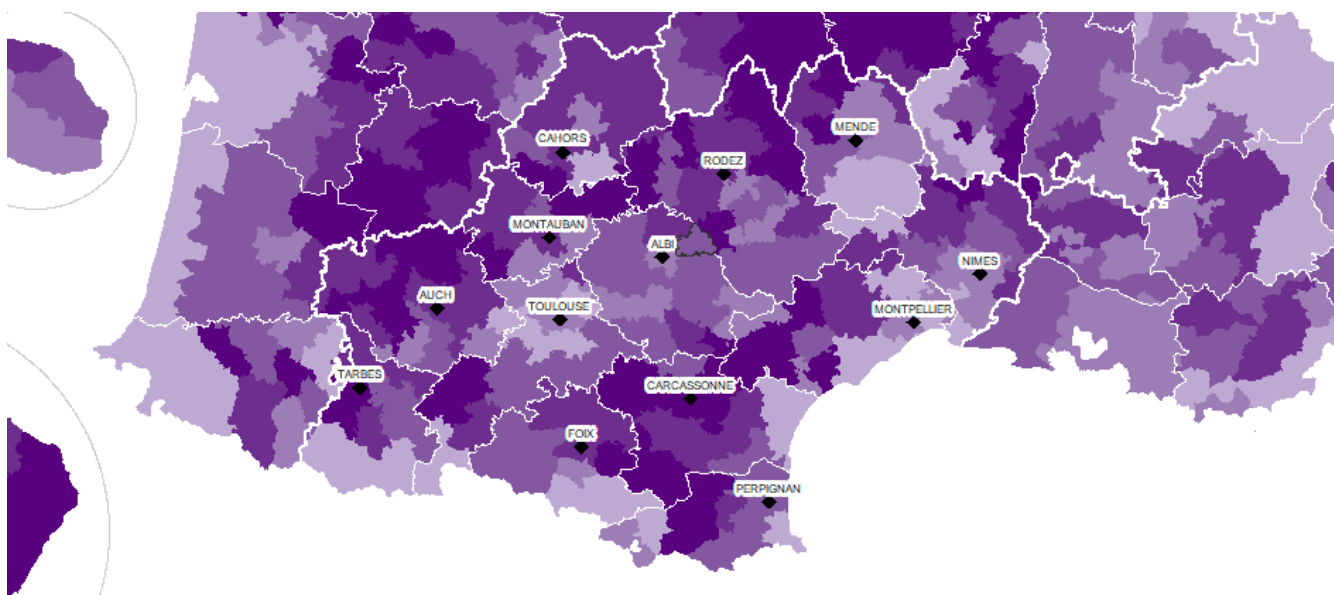 MENDE
CAHORS
RODEZ
MONTAUBAN
ALBI
NIMES
AUCH
TOULOUSE
MONTPELLIER
TARBES
CARCASSONNE
FOIX
PERPIGNAN